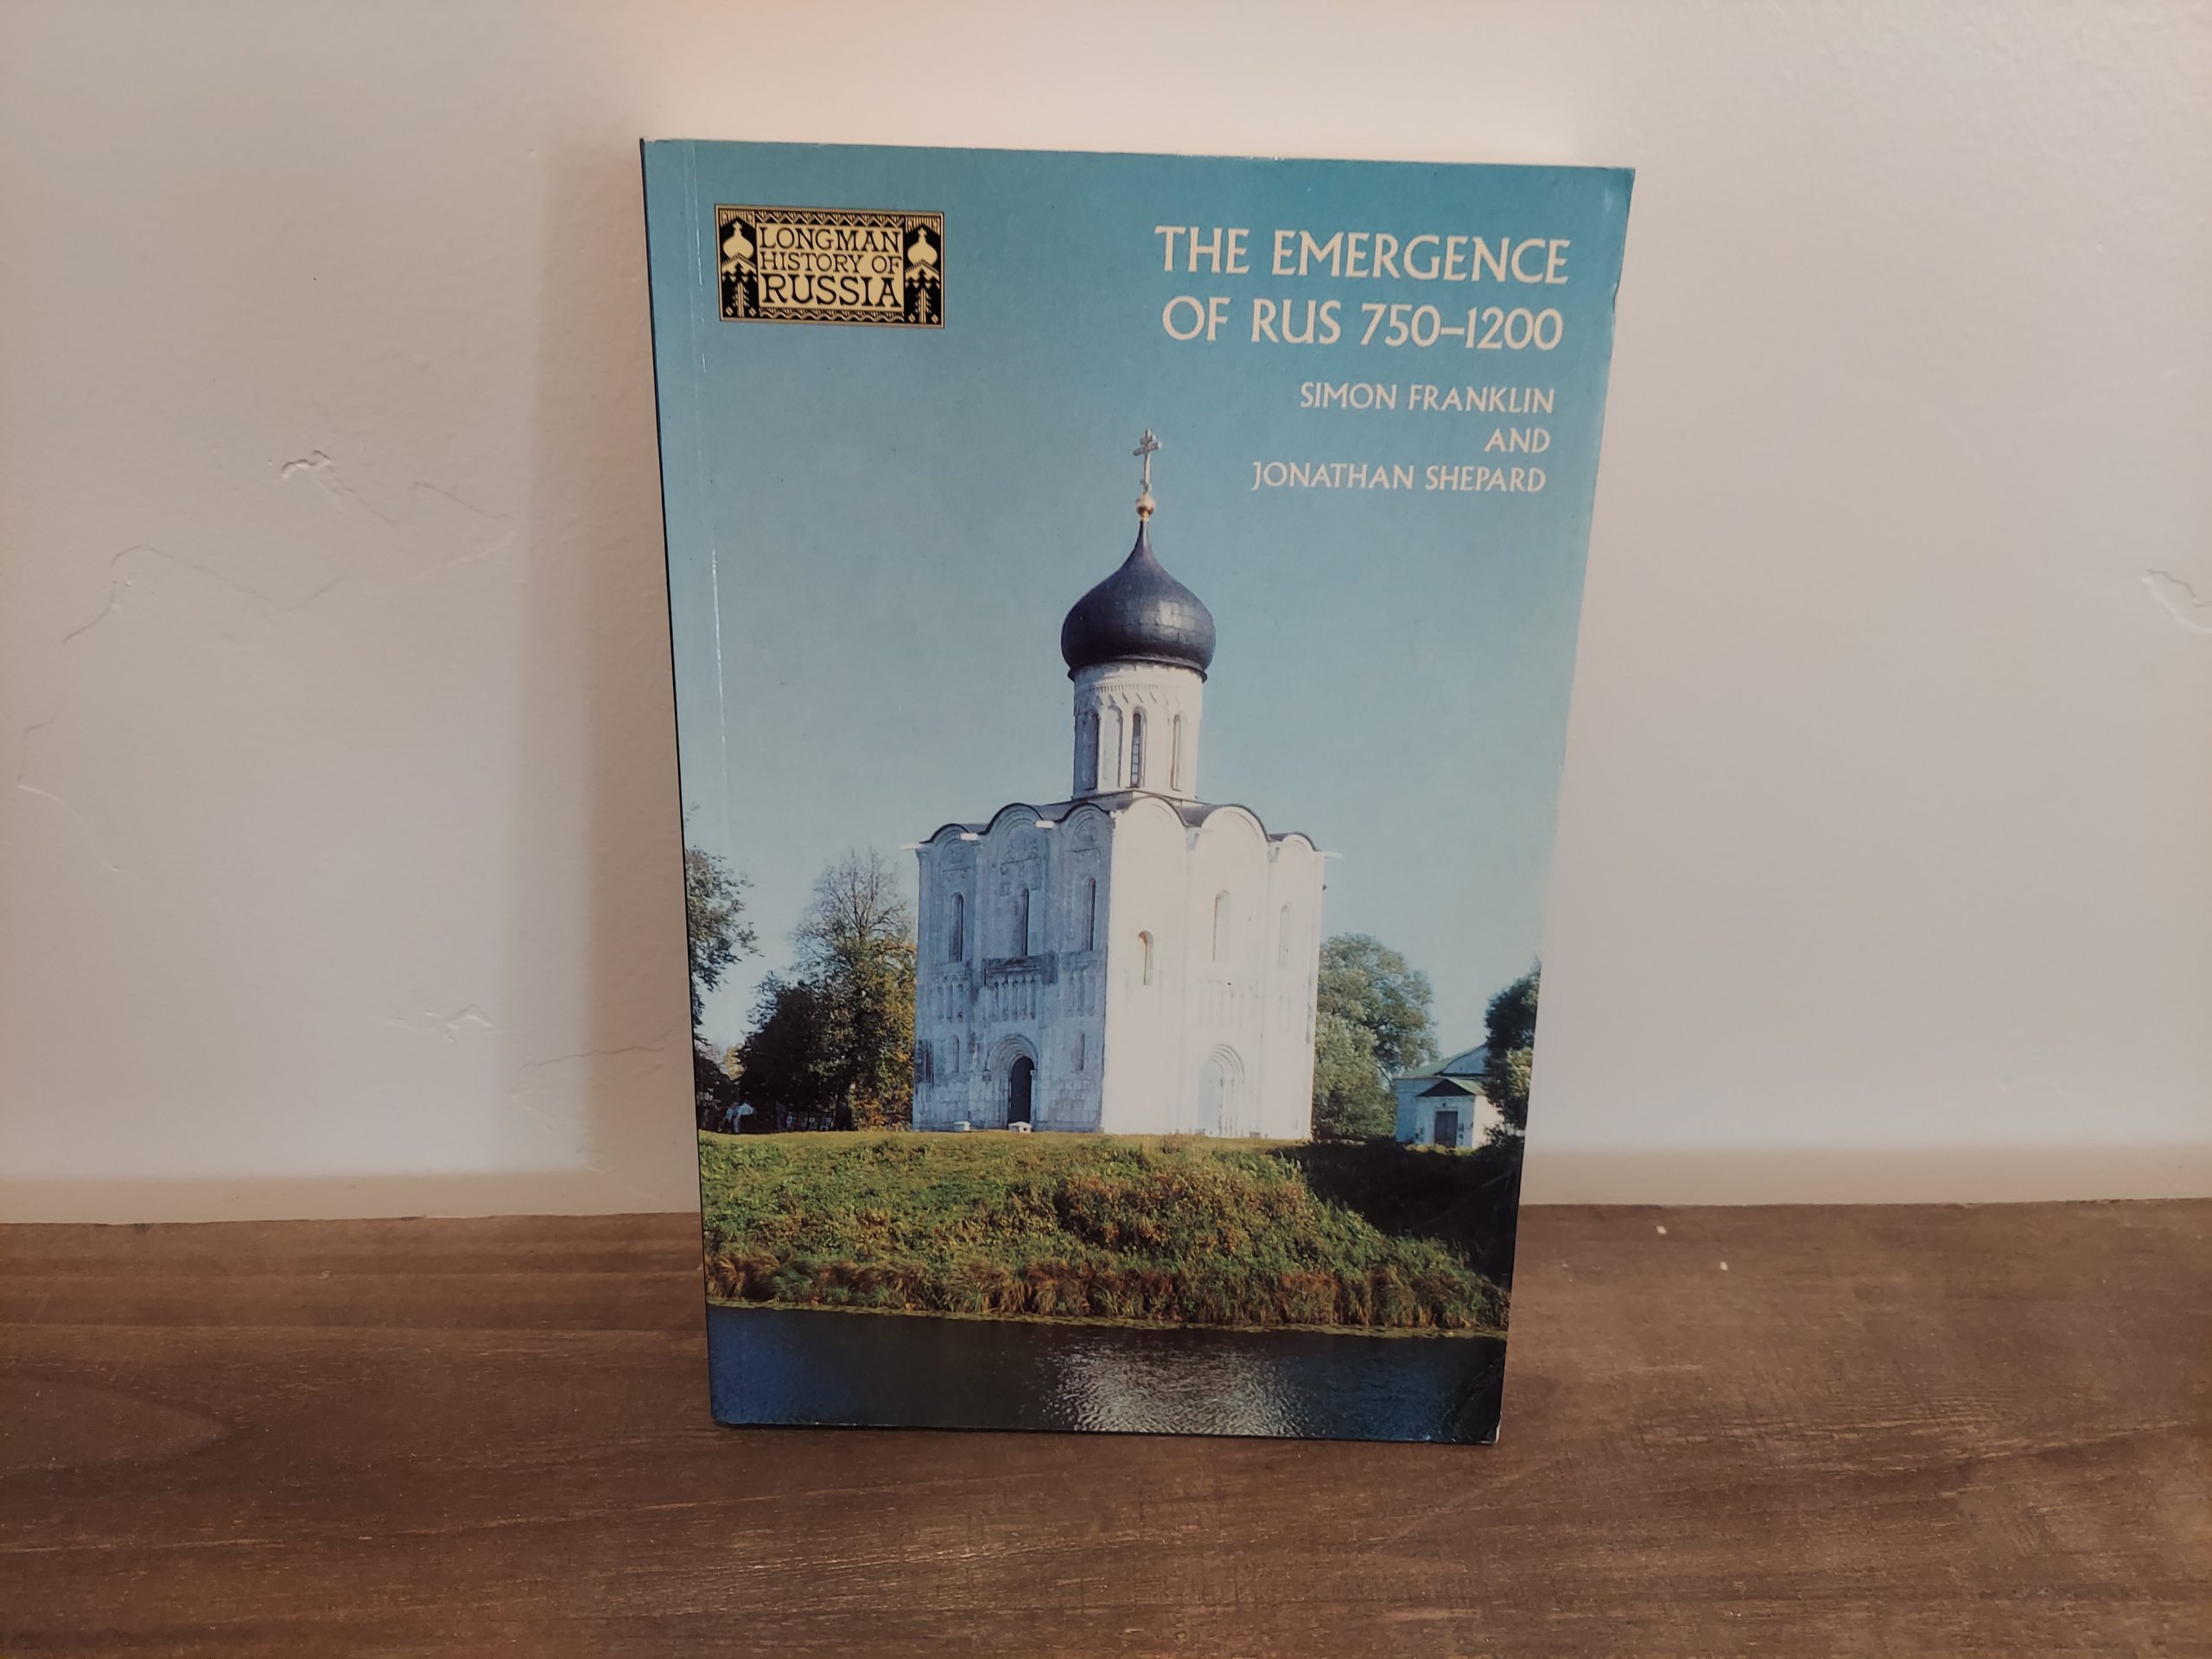 LONGMAN
HISTORY OF
RUSSIA
THE EMERGENCE
OF RUS 750–1200
SIMON FRANKLIN
AND
JONATHAN SHEPARD